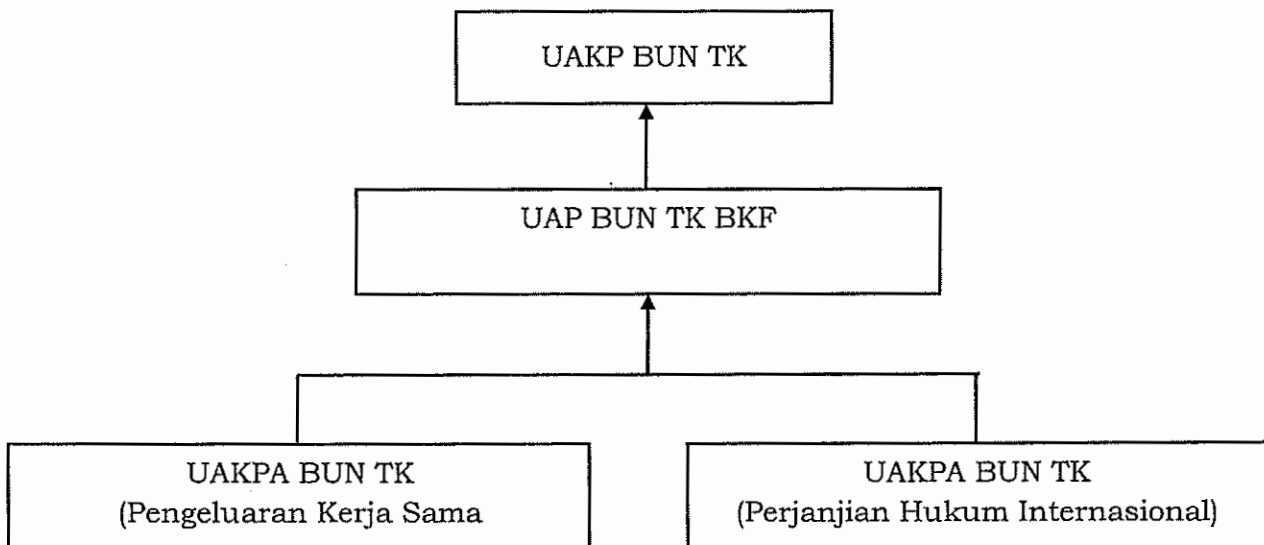 UAKP BUN TK
UAP BUN TK BKF
UAKPA BUN TK
(Pengeluaran Kerja Sama
UAKPA BUN TK
(Perjanjian Hukum Internasional)